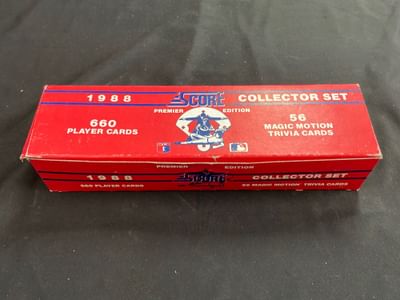 1988 SCORE COLLECTOR SET
PREMIER EDITION
660 PLAYER CARDS
56 MAGIC MOTION TRIVIA CARDS
PREMIER EDITION
1988 SCORE COLLECTOR SET
660 PLAYER CARDS
56 MAGIC MOTION TRIVIA CARDS